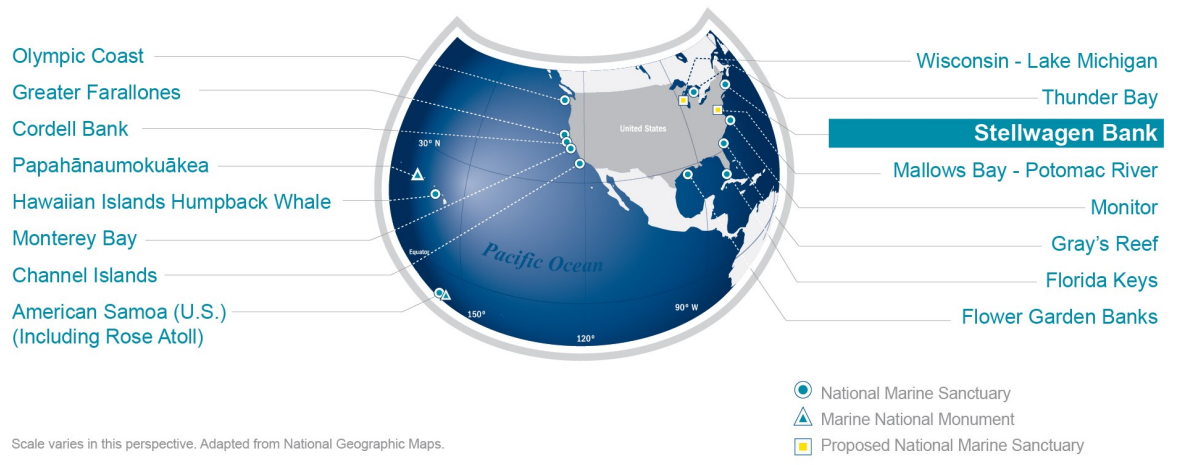 Olympic Coast
Greater Farallones
Cordell Bank
Papahānaumokuākea
Hawaiian Islands Humpback Whale
Monterey Bay
Channel Islands
American Samoa (U.S.)
(Including Rose Atoll)
United States
30° N
Equator
Pacific Ocean
150°
120°
90° W
Wisconsin - Lake Michigan
Thunder Bay
Stellwagen Bank
Mallows Bay - Potomac River
Monitor
Gray's Reef
Florida Keys
Flower Garden Banks
National Marine Sanctuary
Marine National Monument
Proposed National Marine Sanctuary
Scale varies in this perspective. Adapted from National Geographic Maps.